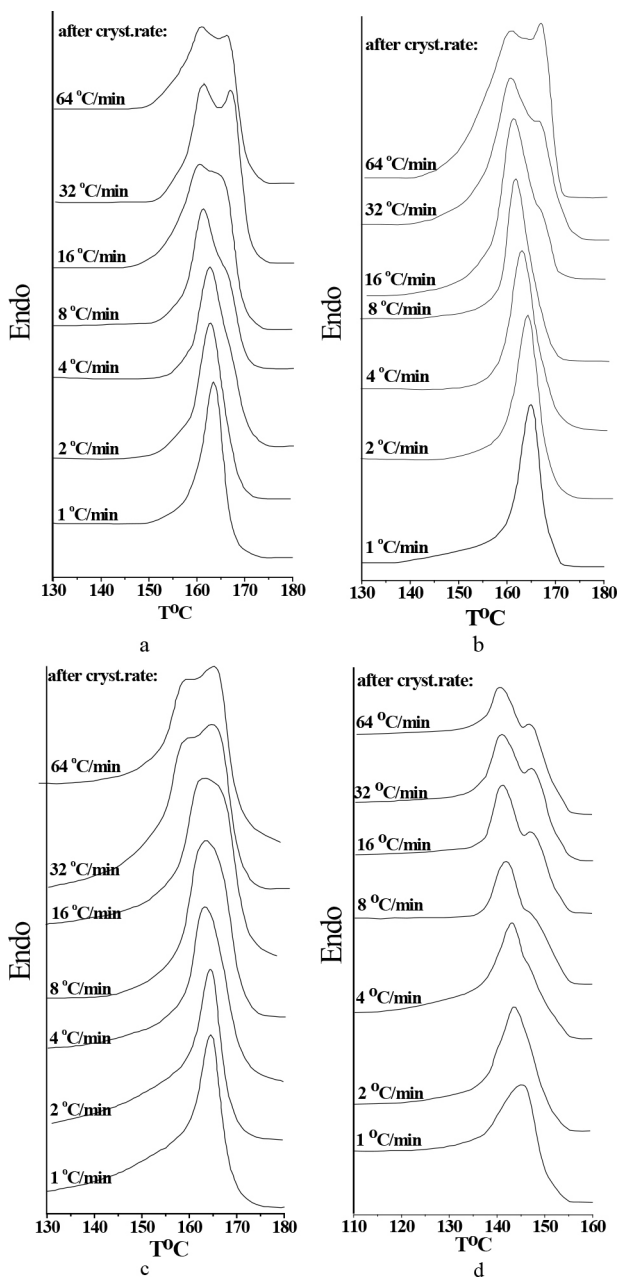 after cryst.rate:
64 °C/min
32 °C/min
16 °C/min
8 °C/min
4 °C/min
2 °C/min
1 °C/min
Endo
130 140 150 160 170 180
T°C
a
after cryst.rate:
64 °C/min
32 °C/min
16 °C/min
8 °C/min
4 °C/min
2 °C/min
1 °C/min
Endo
130 140 150 160 170 180
T°C
b
after cryst.rate:
64 °C/min
32 °C/min
16 °C/min
8 °C/min
4 °C/min
2 °C/min
1 °C/min
Endo
130 140 150 160 170 180
T°C
c
after cryst.rate:
64 °C/min
32 °C/min
16 °C/min
8 °C/min
4 °C/min
2 °C/min
1 °C/min
Endo
110 120 130 140 150 160
T°C
d